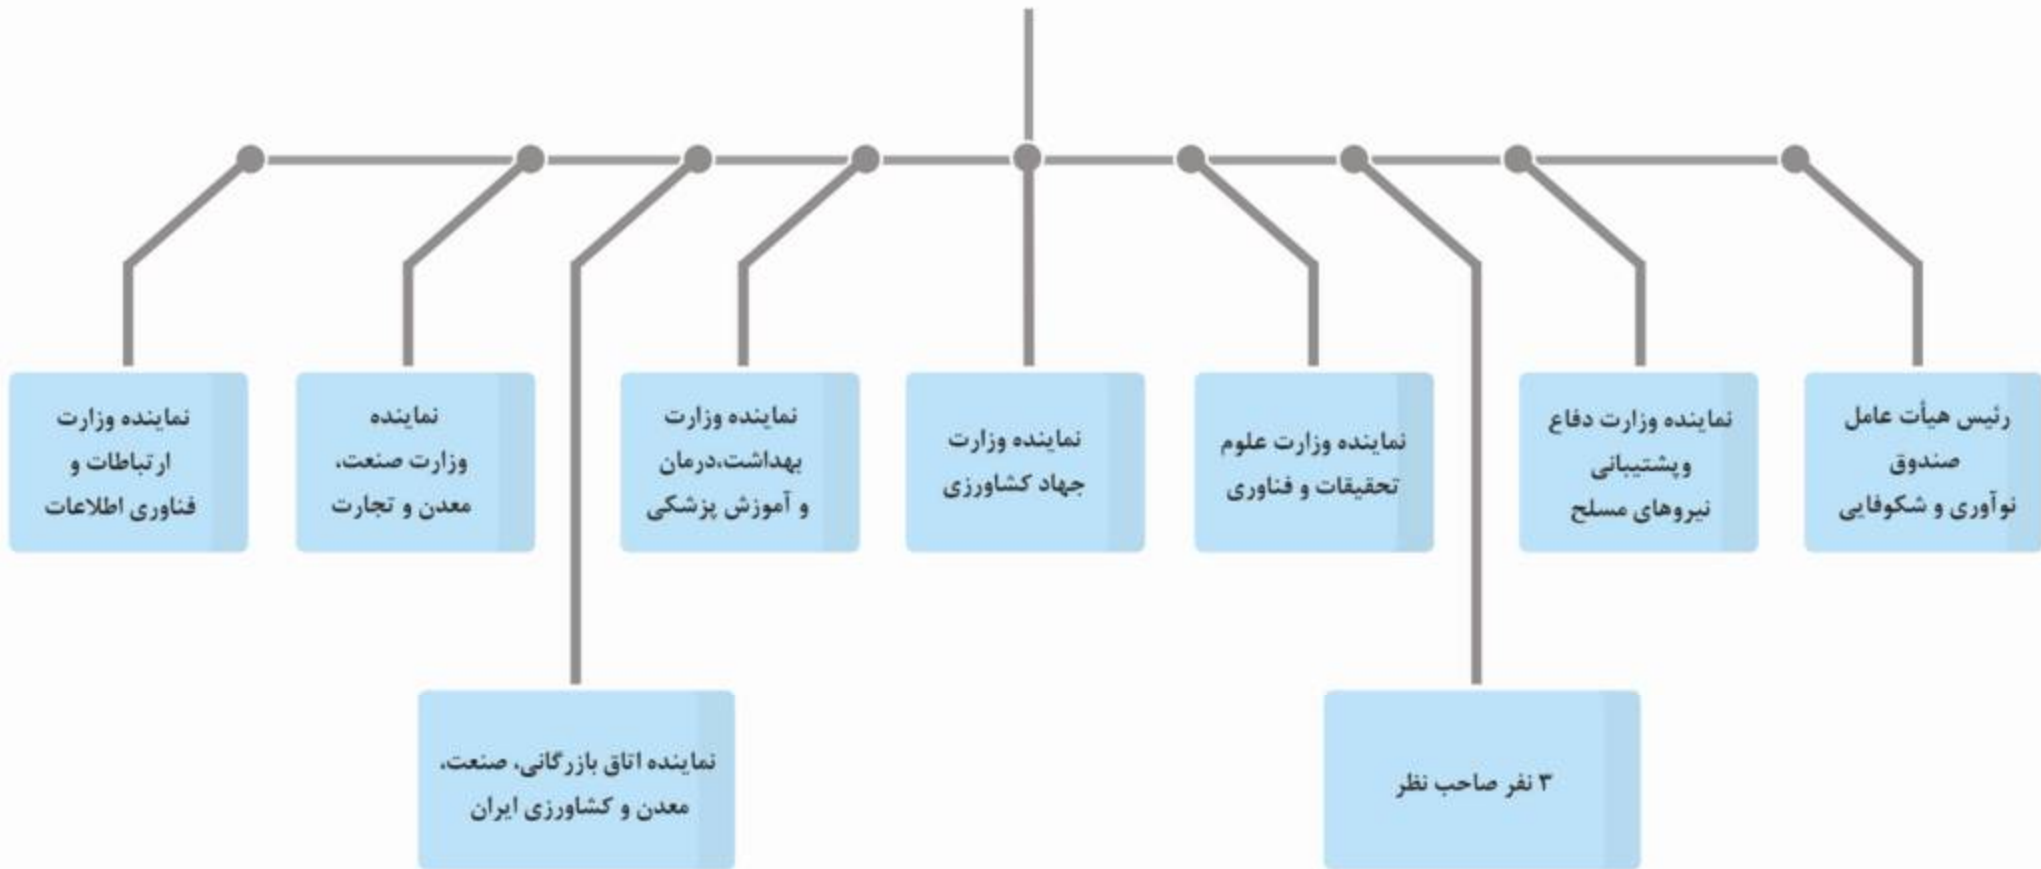 رئیس هیأت عامل
صندوق
نوآوری و شکوفایی
نماینده وزارت دفاع
وپشتیبانی
نیروهای مسلح
نماینده وزارت علوم
تحقیقات و فناوری
نماینده وزارت
جهاد کشاورزی
نماینده وزارت
بهداشت،درمان
و آموزش پزشکی
نماینده
وزارت صنعت،
معدن و تجارت
نماینده وزارت
ارتباطات و
فناوری اطلاعات
۳ نفر صاحب نظر
نماینده اتاق بازرگانی، صنعت،
معدن و کشاورزی ایران